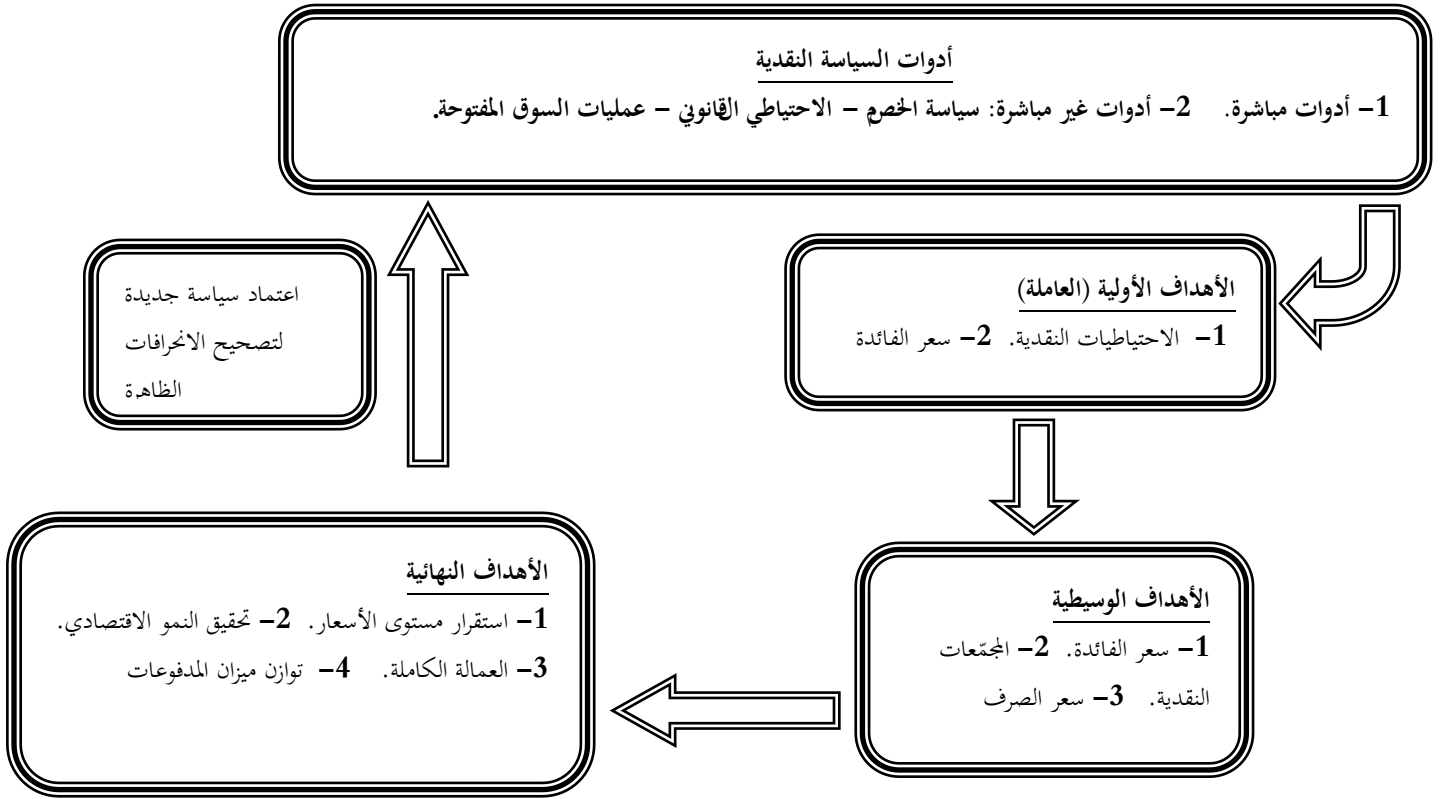 أدوات السياسة النقدية
1– أدوات مباشرة. 2– أدوات غير مباشرة: سياسة الخصم – الاحتياطي القانوني – عمليات السوق المفتوحة.
الأهداف الأولية (العاملة)
1– الاحتياطيات النقدية. 2– سعر الفائدة
اعتماد سياسة جديدة
لتصحيح الانحرافات
الظاهرة
الأهداف الوسيطية
1– سعر الفائدة. 2– المجمّعات
النقدية. 3– سعر الصرف
الأهداف النهائية
1– استقرار مستوى الأسعار. 2– تحقيق النمو الاقتصادي.
3– العمالة الكاملة. 4– توازن ميزان المدفوعات